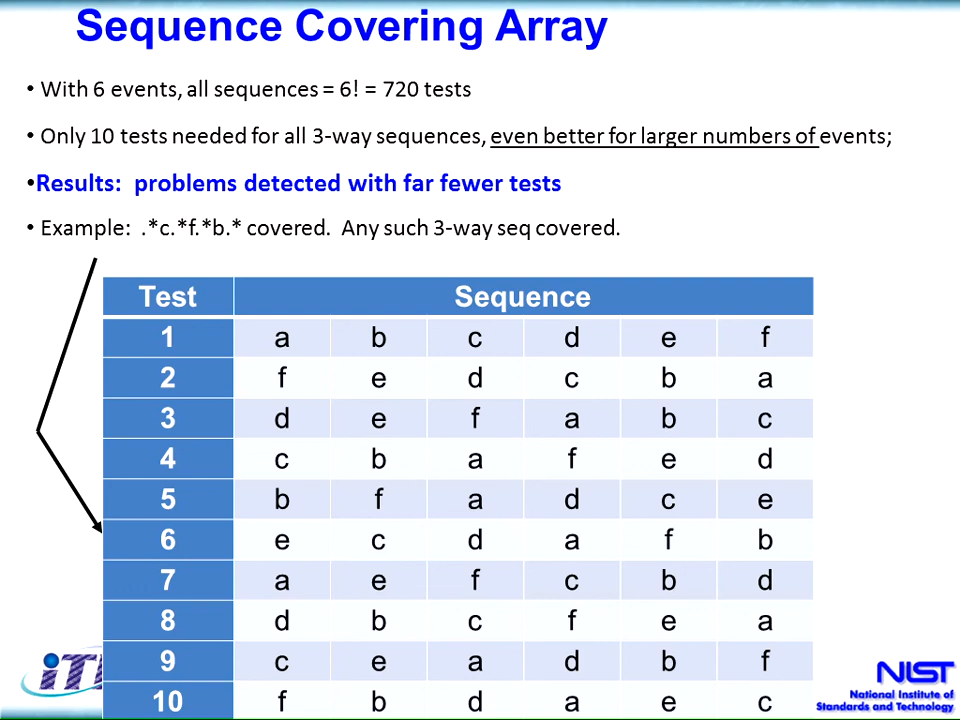 Sequence Covering Array
• With 6 events, all sequences = 6! = 720 tests
• Only 10 tests needed for all 3-way sequences, even better for larger numbers of events;
•Results: problems detected with far fewer tests
• Example: .*c.*f.*b.* covered. Any such 3-way seq covered.
Test Sequence
1 a b c d e f
2 f e d c b a
3 d e f a b c
4 c b a f e d
5 b f a d c e
6 e c d a f b
7 a e f c b d
8 d b c f e a
9 c e a d b f
10 f b d a e c
NIST
National Institute of
Standards and Technology